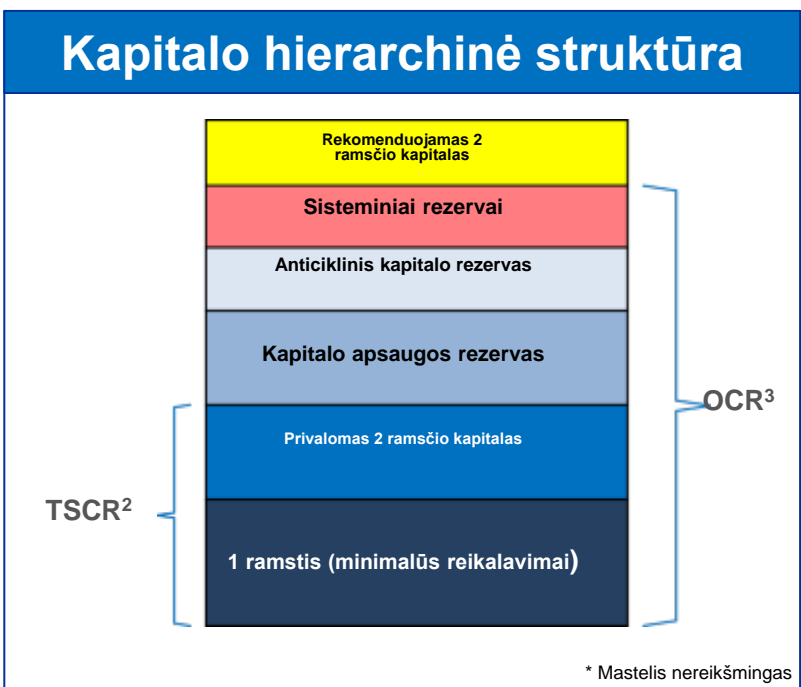 Kapitalo hierarchinė struktūra
Rekomenduojamas 2
ramsčio kapitalas
Sisteminiai rezervai
Anticiklinis kapitalo rezervas
Kapitalo apsaugos rezervas
OCR³
Privalomas 2 ramsčio kapitalas
TSCR²
1 ramstis (minimalūs reikalavimai)
* Mastelis nereikšmingas